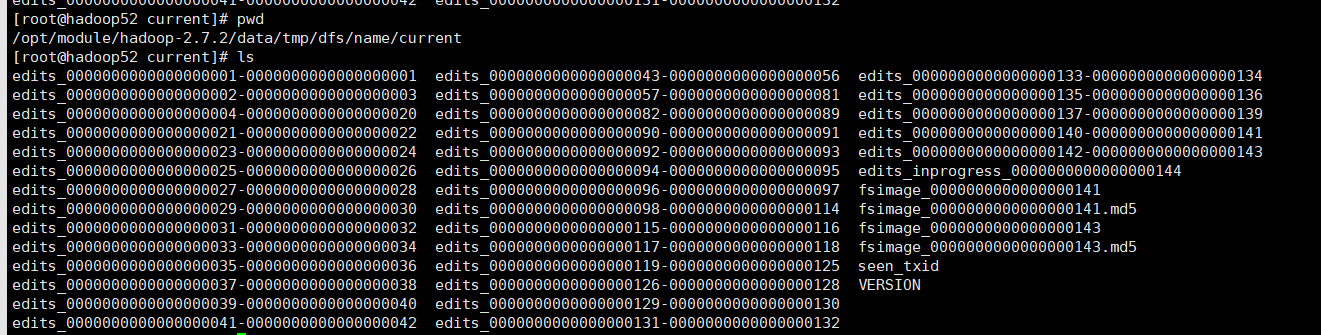 edits_0000000000000000041-0000000000000000042  edits_0000000000000000131-0000000000000000132
[root@hadoop52 current]# pwd
/opt/module/hadoop-2.7.2/data/tmp/dfs/name/current
[root@hadoop52 current]# ls
edits_0000000000000000001-0000000000000000001  edits_0000000000000000043-0000000000000000056  edits_0000000000000000133-0000000000000000134
edits_0000000000000000002-0000000000000000003  edits_0000000000000000057-0000000000000000081  edits_0000000000000000135-0000000000000000136
edits_0000000000000000004-0000000000000000020  edits_0000000000000000082-0000000000000000089  edits_0000000000000000137-0000000000000000139
edits_0000000000000000021-0000000000000000022  edits_0000000000000000090-0000000000000000091  edits_0000000000000000140-0000000000000000141
edits_0000000000000000023-0000000000000000024  edits_0000000000000000092-0000000000000000093  edits_0000000000000000142-0000000000000000143
edits_0000000000000000025-0000000000000000026  edits_0000000000000000094-0000000000000000095  edits_inprogress_0000000000000000144
edits_0000000000000000027-0000000000000000028  edits_0000000000000000096-0000000000000000097  fsimage_0000000000000000141
edits_0000000000000000029-0000000000000000030  edits_0000000000000000098-0000000000000000114  fsimage_0000000000000000141.md5
edits_0000000000000000031-0000000000000000032  edits_0000000000000000115-0000000000000000116  fsimage_0000000000000000143
edits_0000000000000000033-0000000000000000034  edits_0000000000000000117-0000000000000000118  fsimage_0000000000000000143.md5
edits_0000000000000000035-0000000000000000036  edits_0000000000000000119-0000000000000000125  seen_txid
edits_0000000000000000037-0000000000000000038  edits_0000000000000000126-0000000000000000128  VERSION
edits_0000000000000000039-0000000000000000040  edits_0000000000000000129-0000000000000000130
edits_0000000000000000041-0000000000000000042  edits_0000000000000000131-0000000000000000132